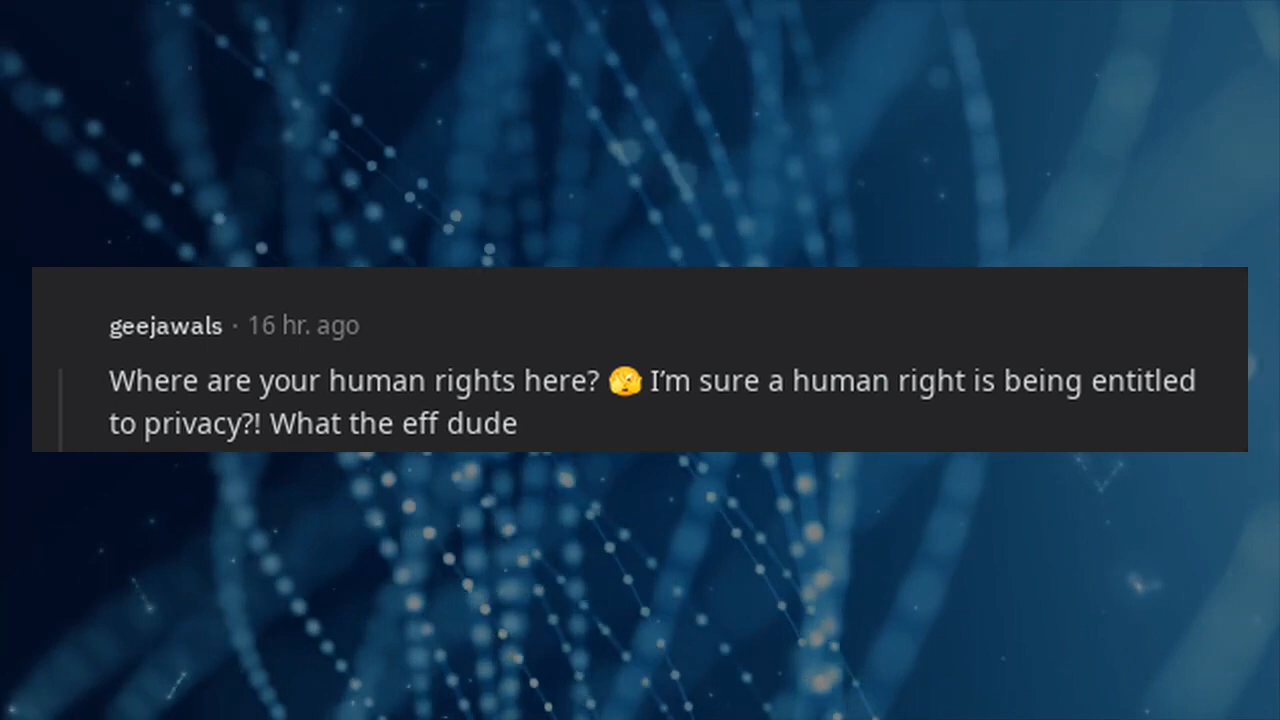 geejawals · 16 hr. ago
Where are your human rights here? 🫣 I'm sure a human right is being entitled
to privacy?! What the eff dude